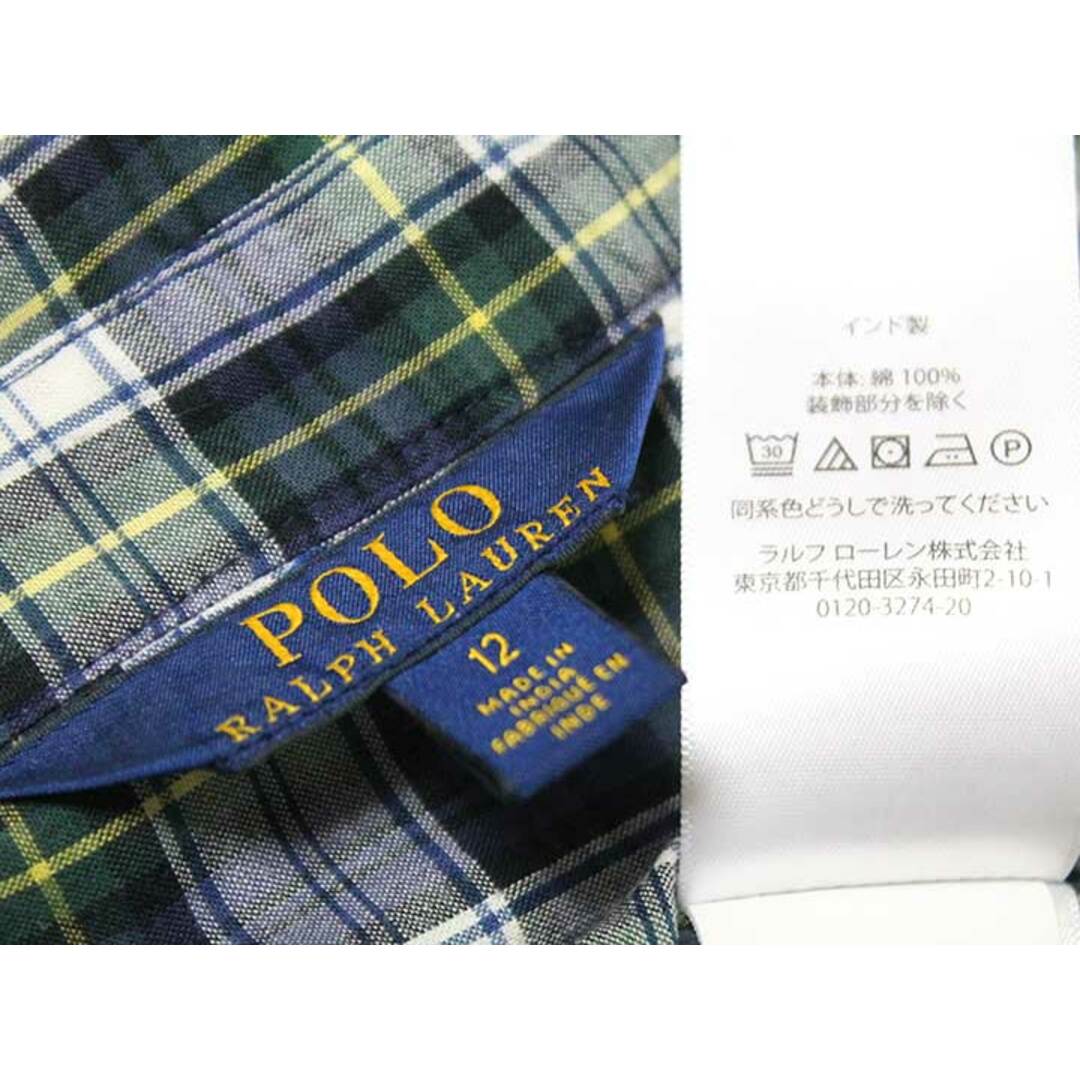 POLO
RALPH LAUREN
12
MADE IN
INDIA
FABRIQUÉ EN
INDE
インド製
本体: 綿 100%
装飾部分を除く
30 P
同系色どうしで洗ってください
ラルフ ローレン株式会社
東京都千代田区永田町2-10-1
0120-3274-20